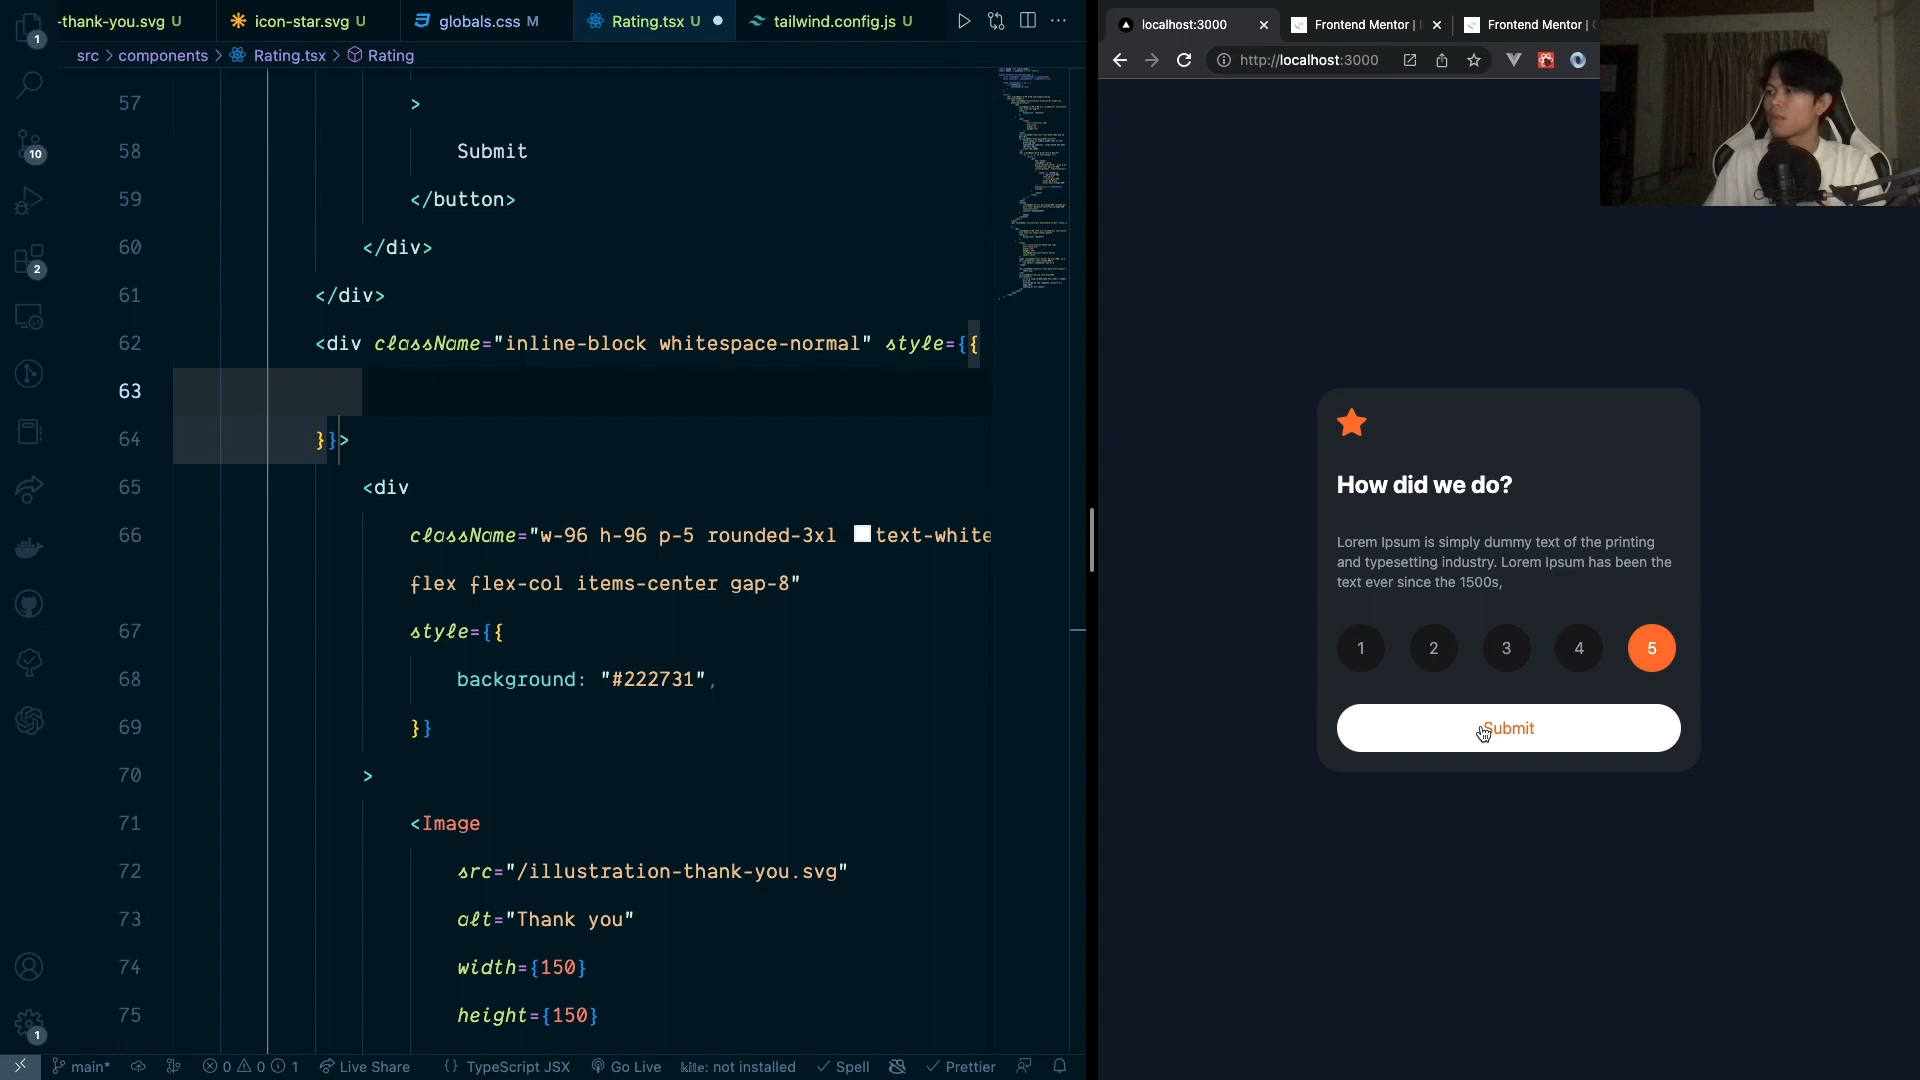 -thank-you.svg U
icon-star.svg U
globals.css M
Rating.tsx U
tailwind.config.js U
src > components > Rating.tsx > Rating
57 >
58 Submit
59 </button>
60 </div>
61 </div>
62 <div className="inline-block whitespace-normal" style={{
63
64 }}>
65 <div
66 className="w-96 h-96 p-5 rounded-3xl text-white
flex flex-col items-center gap-8"
67 style={{
68 background: "#222731",
69 }}
70 >
71 <Image
72 src="/illustration-thank-you.svg"
73 alt="Thank you"
74 width={150}
75 height={150}
1
10
2
1
main* 0 0 1 Live Share {} TypeScript JSX Go Live kite: not installed Spell Prettier
localhost:3000
Frontend Mentor |
Frontend Mentor |
http://localhost:3000
How did we do?
Lorem Ipsum is simply dummy text of the printing
and typesetting industry. Lorem Ipsum has been the
text ever since the 1500s,
1 2 3 4 5
Submit